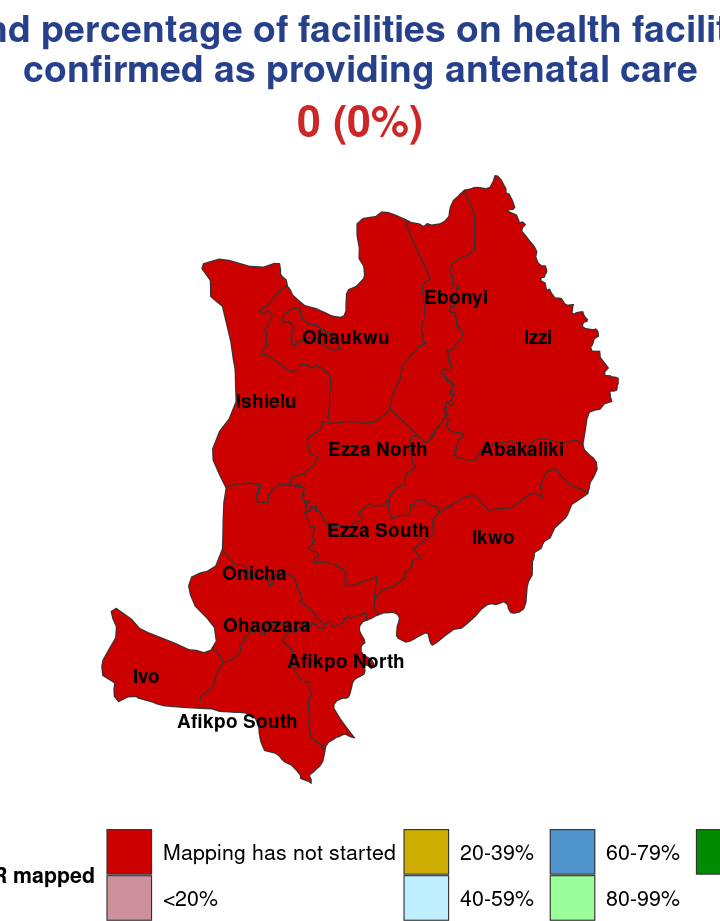 percentage of facilities on health
confirmed as providing antenatal care
0 (0%)
Ebonyi
Ohaukwu
Izzi
Ishielu
Ezza North
Abakaliki
Ezza South
Ikwo
Onicha
Ohaozara
Afikpo North
Ivo
Afikpo South
mapped
Mapping has not started
20-39%
60-79%
<20%
40-59%
80-99%